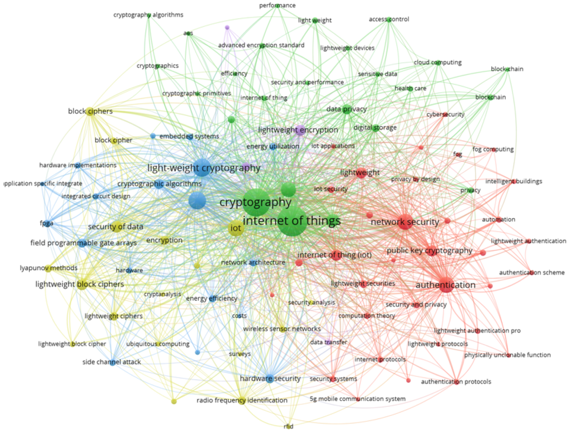 performance
cryptography algorithms
light weight
access control
aes
advanced encryption standard
lightweight devices
cryptographics
cloud computing
efficiency
sensitive data
block-chain
security and performance
health care
cryptographic primitives
internet of thing
blockchain
block ciphers
data privacy
cybersecurity
lightweight encryption
digital storage
block cipher
embedded systems
energy utilization
iot applications
fog
fog computing
hardware implementations
light-weight cryptography
lightweight
privacy by design
intelligent buildings
pplication specific integrate
cryptographic algorithms
iot security
privacy
integrated circuit design
cryptography
internet of things
network security
automation
fpga
security of data
iot
field programmable gate arrays
encryption
lightweight authentication
internet of thing (iot)
public key cryptography
lyapunov methods
hardware
network architecture
authentication scheme
lightweight block ciphers
lightweight securities
authentication
cryptanalysis
energy efficiency
security analysis
security and privacy
lightweight ciphers
costs
computation theory
wireless sensor networks
lightweight authentication pro
lightweight block cipher
ubiquitous computing
data transfer
lightweight protocols
surveys
physically unclonable function
side channel attack
internet protocols
hardware security
security systems
authentication protocols
radio frequency identification
5g mobile communication system
rfid